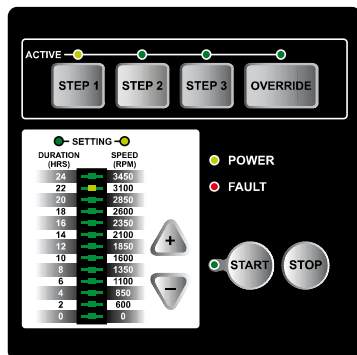 ACTIVE
STEP 1 STEP 2 STEP 3 OVERRIDE
SETTING
DURATION (HRS) SPEED (RPM)
24 3450
22 3100
20 2850
18 2600
16 2350
14 2100
12 1850
10 1600
8 1350
6 1100
4 850
2 600
0 0
+
−
POWER
FAULT
START STOP